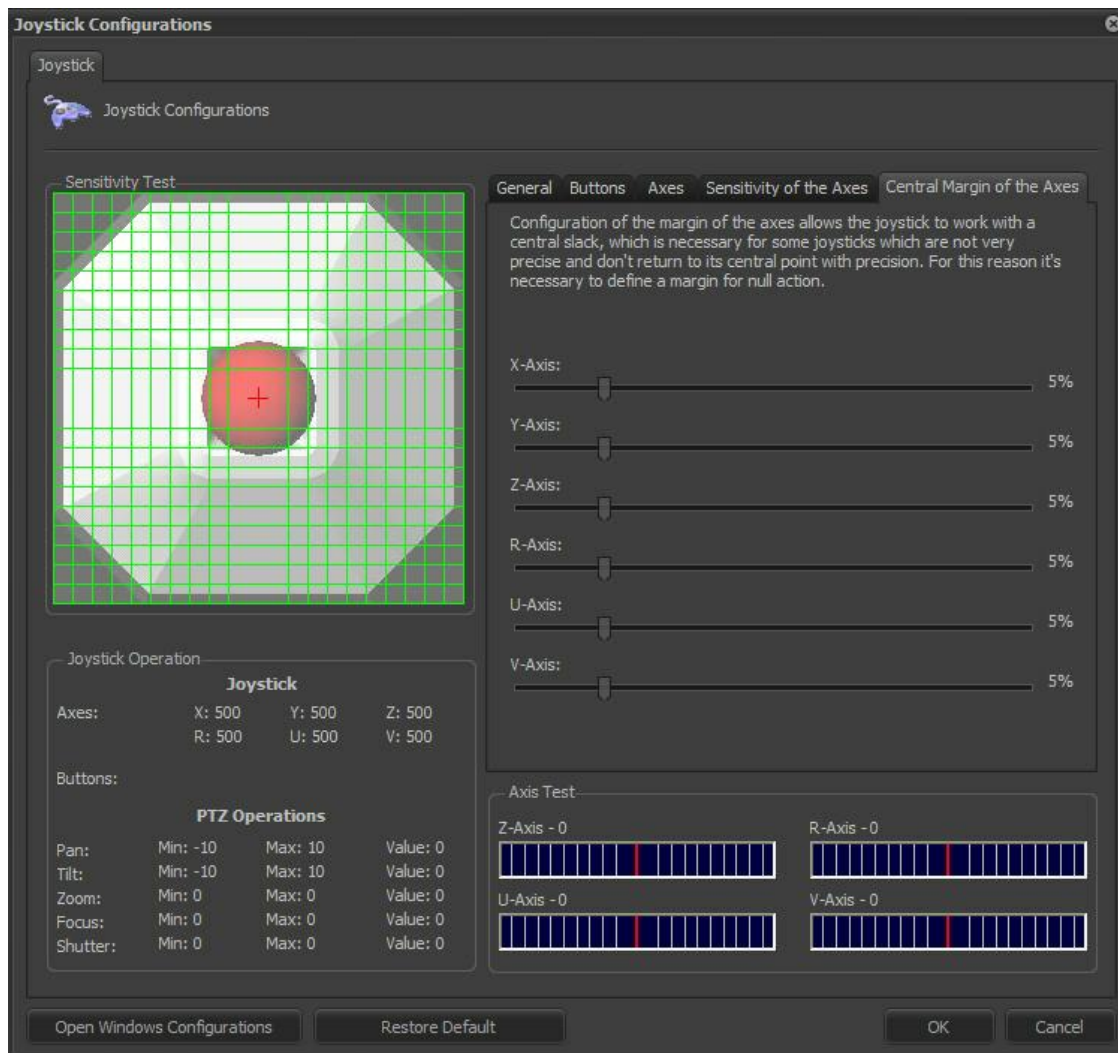 Joystick Configurations
Joystick
Joystick Configurations
Sensitivity Test
General Buttons Axes Sensitivity of the Axes Central Margin of the Axes
Configuration of the margin of the axes allows the joystick to work with a
central slack, which is necessary for some joysticks which are not very
precise and don't return to its central point with precision. For this reason it's
necessary to define a margin for null action.
X-Axis:
5%
Y-Axis:
5%
Z-Axis:
5%
R-Axis:
5%
U-Axis:
5%
V-Axis:
5%
Joystick Operation
Joystick
Axes: X: 500 Y: 500 Z: 500
R: 500 U: 500 V: 500
Buttons:
PTZ Operations
Pan: Min: -10 Max: 10 Value: 0
Tilt: Min: -10 Max: 10 Value: 0
Zoom: Min: 0 Max: 0 Value: 0
Focus: Min: 0 Max: 0 Value: 0
Shutter: Min: 0 Max: 0 Value: 0
Axis Test
Z-Axis - 0 R-Axis - 0
U-Axis - 0 V-Axis - 0
Open Windows Configurations Restore Default OK Cancel